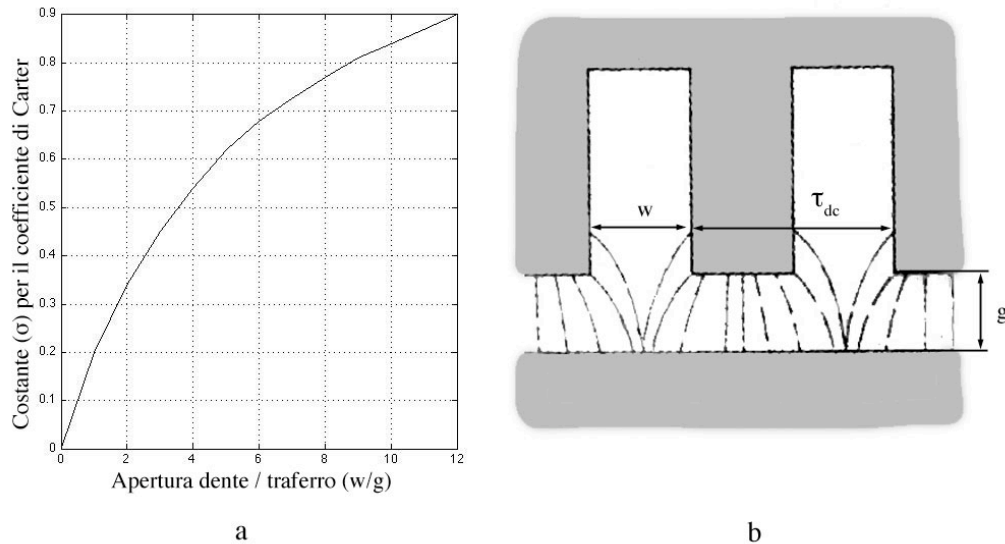 0.9
0.8
0.7
0.6
0.5
0.4
0.3
0.2
0.1
0
0 2 4 6 8 10 12
Costante (σ) per il coefficiente di Carter
Apertura dente / traferro (w/g)
a
w
τdc
g
b